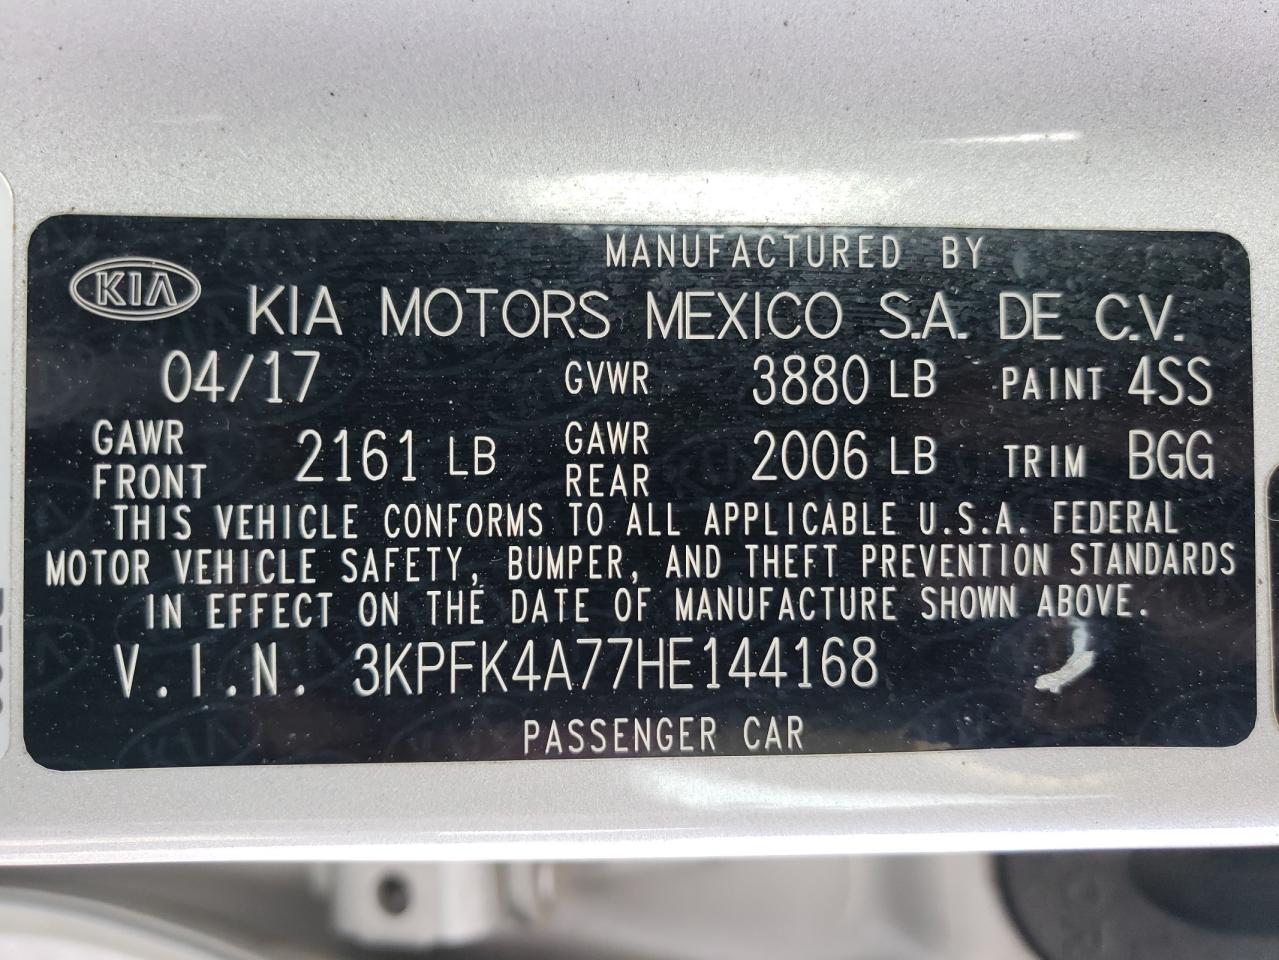 MANUFACTURED BY
KIA KIA MOTORS MEXICO S.A. DE C.V.
04/17 GVWR 3880 LB PAINT 4SS
GAWR FRONT 2161 LB GAWR REAR 2006 LB TRIM BGG
THIS VEHICLE CONFORMS TO ALL APPLICABLE U.S.A. FEDERAL
MOTOR VEHICLE SAFETY, BUMPER, AND THEFT PREVENTION STANDARDS
IN EFFECT ON THE DATE OF MANUFACTURE SHOWN ABOVE.
V.I.N. 3KPFK4A77HE144168
PASSENGER CAR